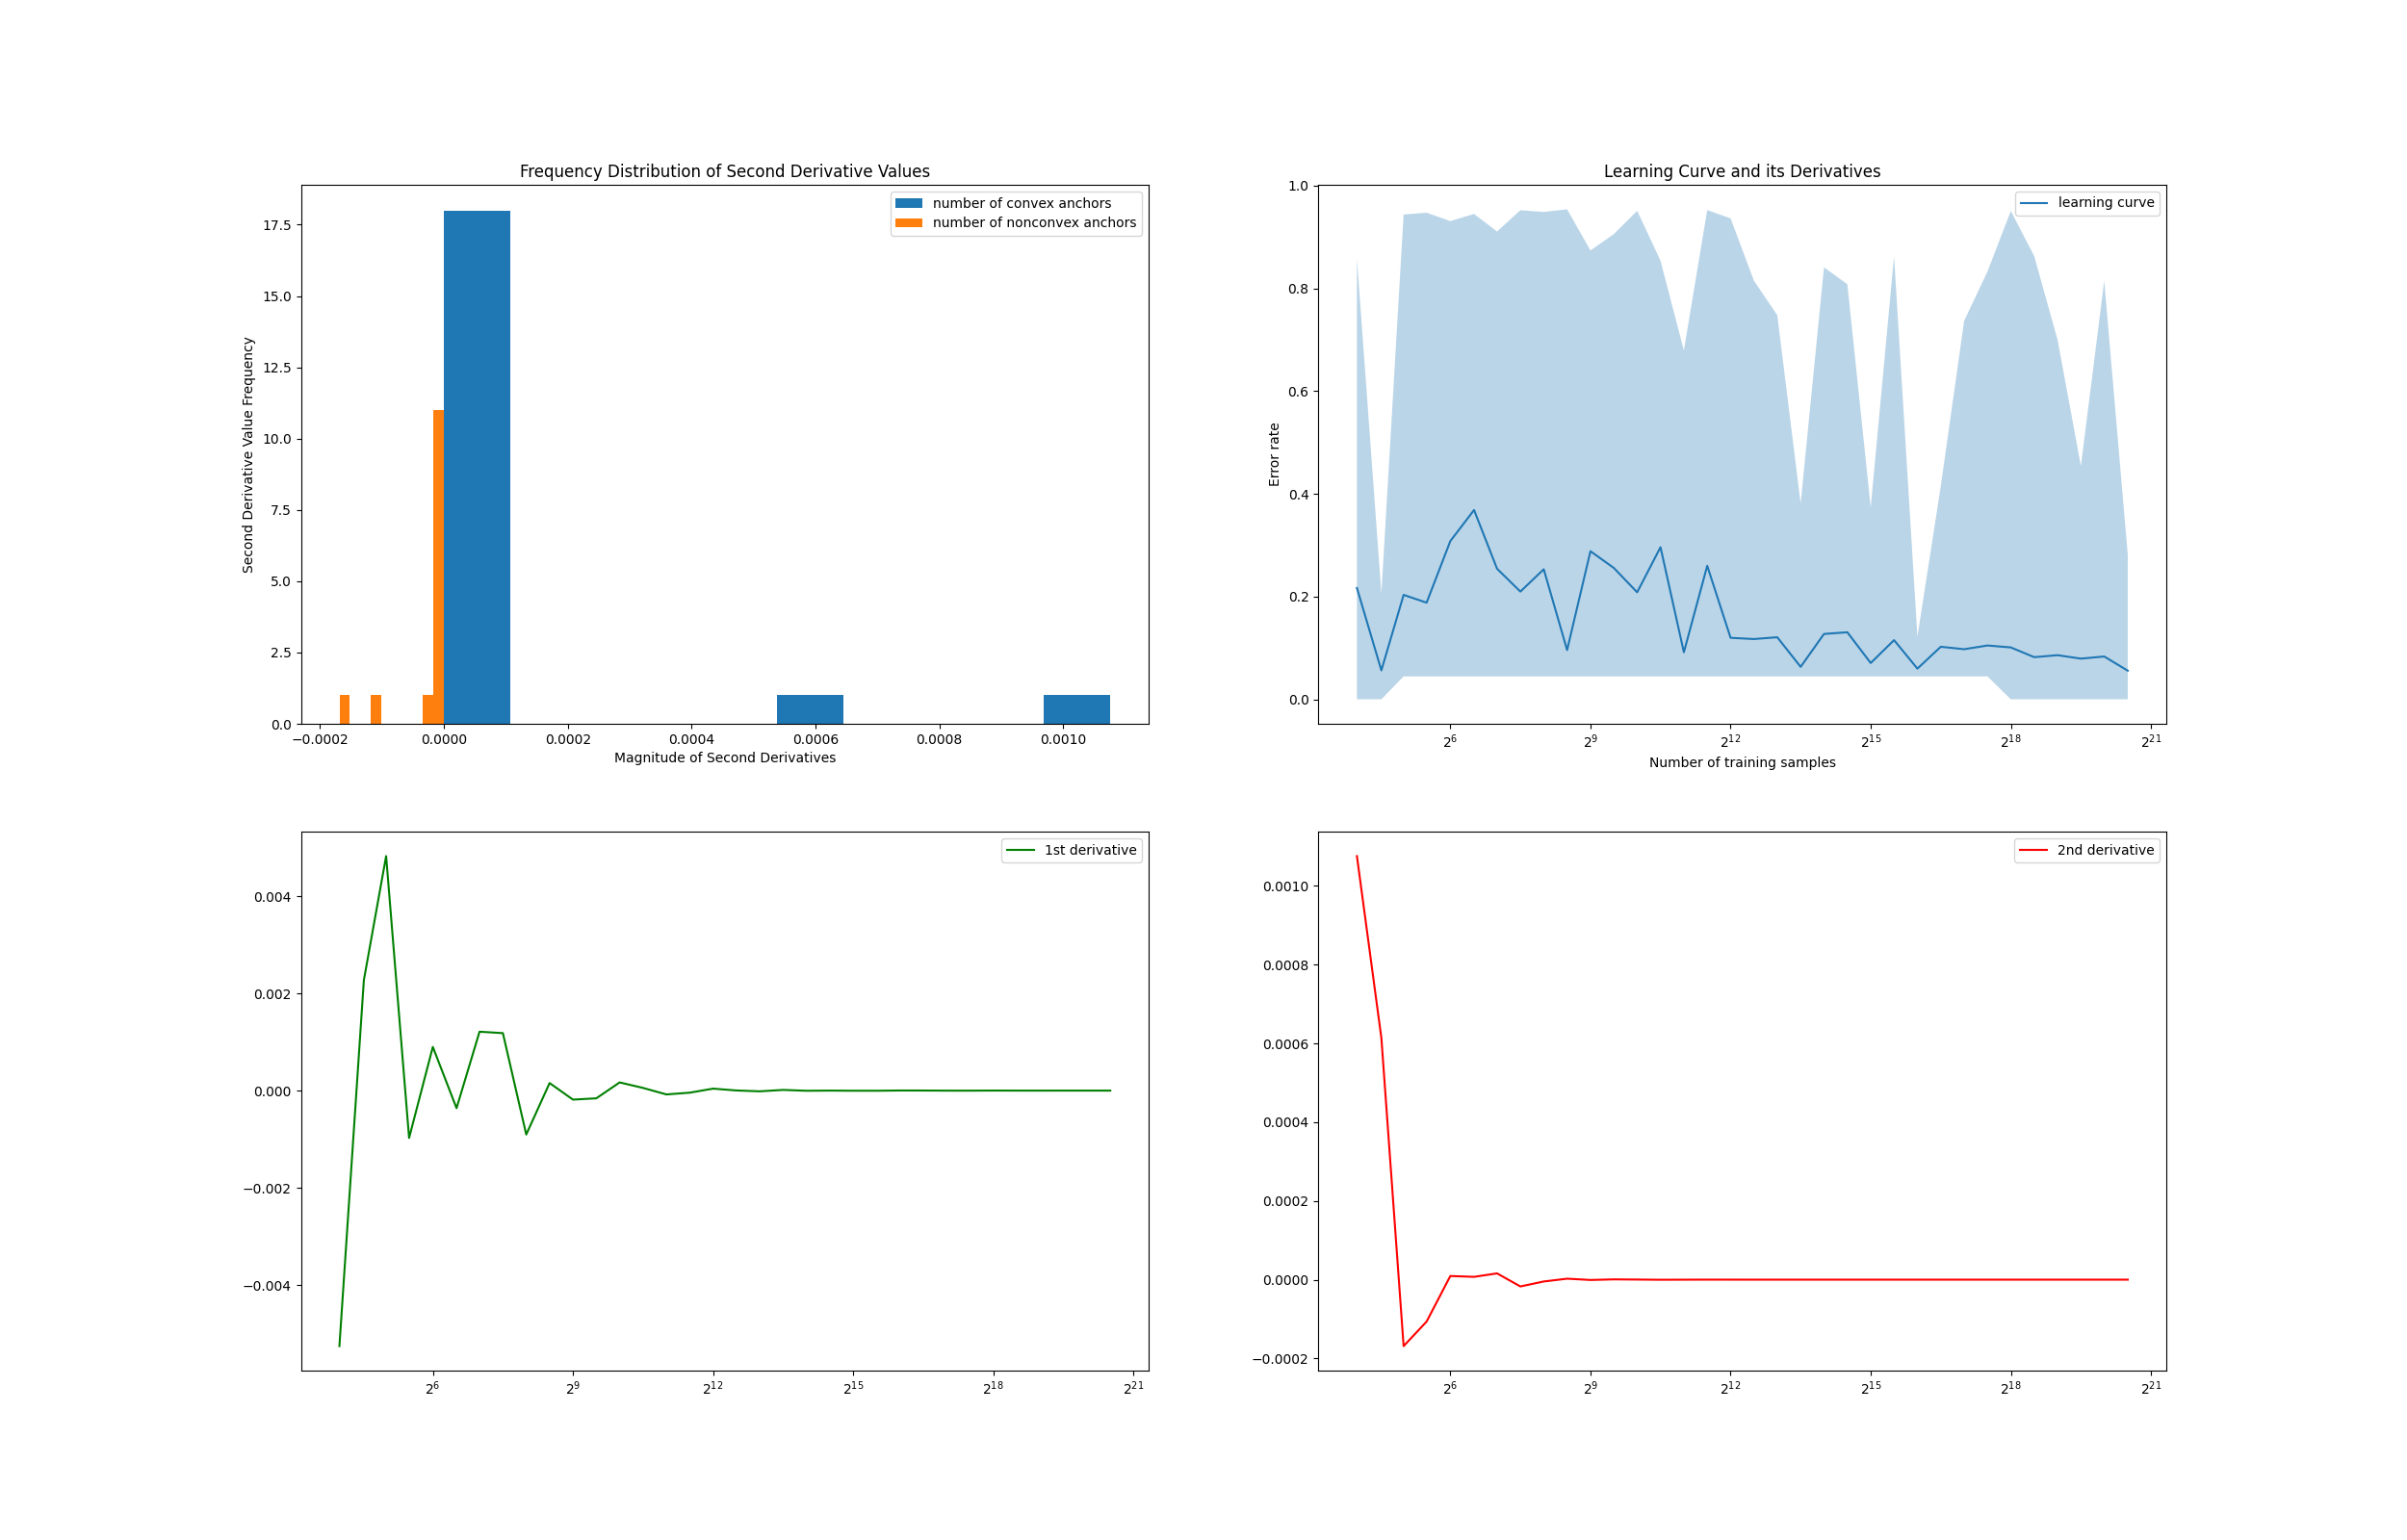 Frequency Distribution of Second Derivative Values
number of convex anchors
number of nonconvex anchors
Second Derivative Value Frequency
17.5
15.0
12.5
10.0
7.5
5.0
2.5
0.0
−0.0002 0.0000 0.0002 0.0004 0.0006 0.0008 0.0010
Magnitude of Second Derivatives
Learning Curve and its Derivatives
learning curve
Error rate
1.0
0.8
0.6
0.4
0.2
0.0
2^6 2^9 2^12 2^15 2^18 2^21
Number of training samples
1st derivative
0.004
0.002
0.000
−0.002
−0.004
2^6 2^9 2^12 2^15 2^18 2^21
2nd derivative
0.0010
0.0008
0.0006
0.0004
0.0002
0.0000
−0.0002
2^6 2^9 2^12 2^15 2^18 2^21